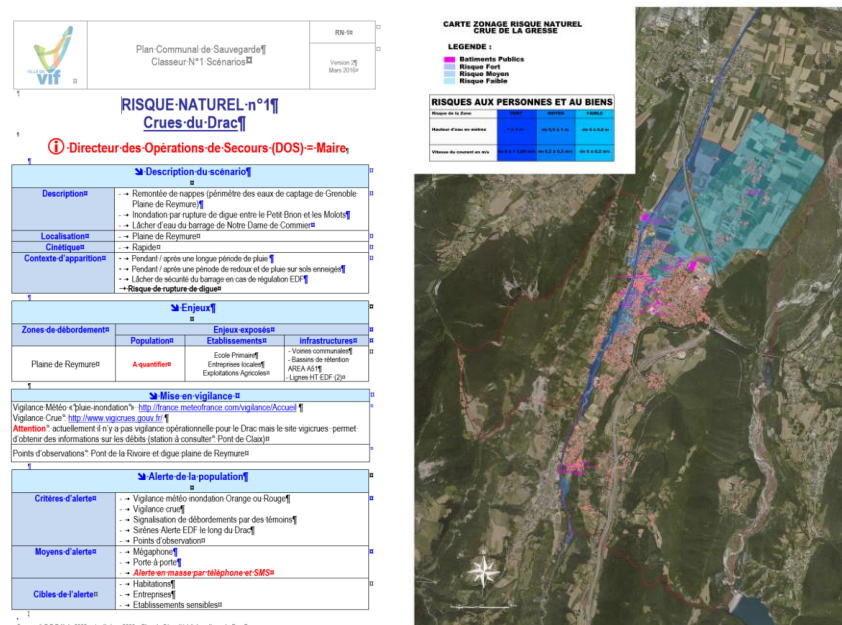 VILLE DE
vif
Plan Communal de Sauvegarde¶
Classeur N°1 Scénarios
RN-1
Version 2¶
Mars 2016
RISQUE NATUREL n°1¶
Crues du Drac¶
Directeur des Opérations de Secours (DOS) = Maire
Description du scénario¶
Description
- Remontée de nappes (périmètre des eaux de captage de Grenoble
Plaine de Reymure)¶
- Inondation par rupture de digue entre le Petit Brion et les Molots¶
- Lâcher d'eau du barrage de Notre Dame de Commier
Localisation
- Plaine de Reymure
Cinétique
- Rapide
Contexte d'apparition
- Pendant / après une longue période de pluie¶
- Pendant / après une période de redoux et de pluie sur sols enneigés¶
- Lâcher de sécurité du barrage en cas de régulation EDF¶
Risque de rupture de digue
Enjeux¶
Zones de débordement
Enjeux exposés
Population
Etablissements
infrastructures
Plaine de Reymure
A quantifier
Ecole Primaire¶
Entreprises locales¶
Exploitations Agricoles
- Voiries communales¶
- Bassins de rétention
AREA A51¶
- Lignes HT EDF (2)
Mise en vigilance
Vigilance Météo «"pluie-inondation"» http://france.meteofrance.com/vigilance/Accueil ¶
Vigilance Crue": http://www.vigicrues.gouv.fr/ ¶
Attention": actuellement il n'y a pas vigilance opérationnelle pour le Drac mais le site vigicrues permet
d'obtenir des informations sur les débits (station à consulter": Pont de Claix)
Points d'observations": Pont de la Rivoire et digue plaine de Reymure
Alerte de la population¶
Critères d'alerte
- Vigilance météo inondation Orange ou Rouge¶
- Vigilance crue¶
- Signalisation de débordements par des témoins¶
- Sirènes Alerte EDF le long du Drac¶
- Points d'observation
Moyens d'alerte
- Mégaphone¶
- Porte à porte¶
- Alerte en masse par téléphone et SMS
Cibles de l'alerte
- Habitations¶
- Entreprises¶
- Etablissements sensibles
CARTE ZONAGE RISQUE NATUREL
CRUE DE LA GRESSE
LEGENDE :
Batiments Publics
Risque Fort
Risque Moyen
Risque Faible
RISQUES AUX PERSONNES ET AU BIENS
Risque de la Zone
FORT
MOYEN
FAIBLE
Hauteur d'eau en mètres
de 0,5 à 1 m
Vitesse du courant en m/s